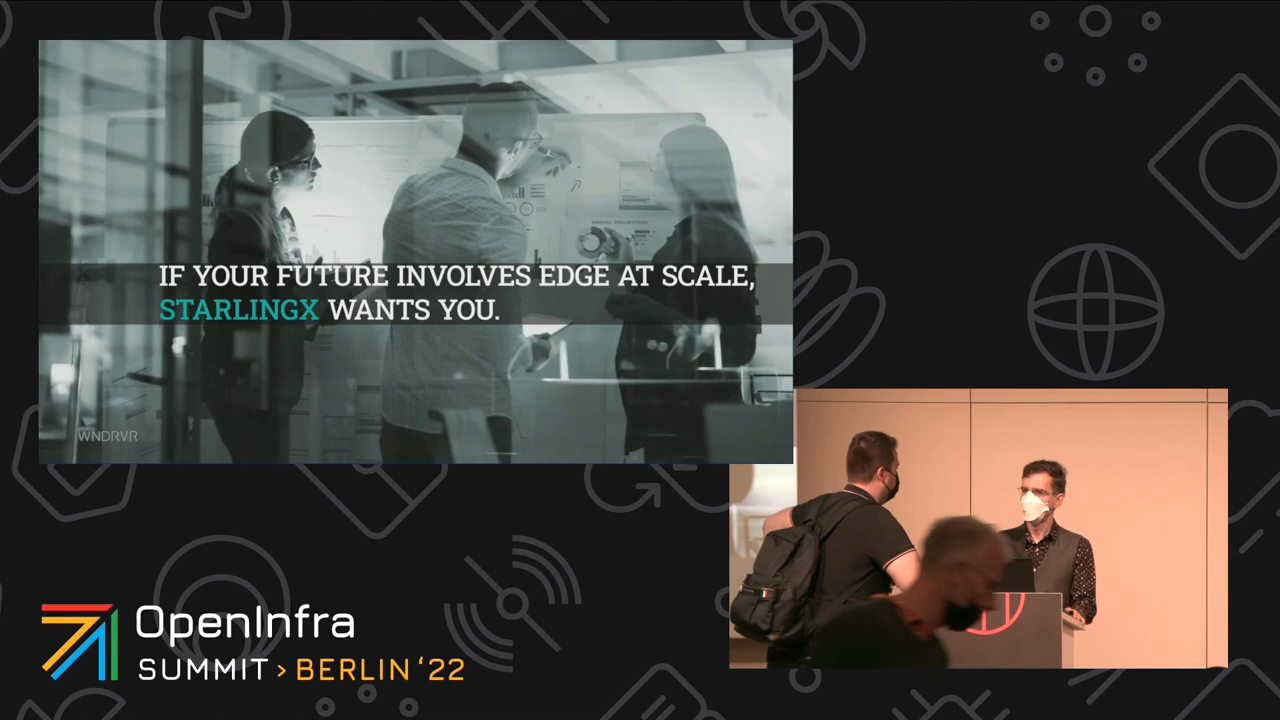 IF YOUR FUTURE INVOLVES EDGE AT SCALE,
STARLINGX WANTS YOU.
WNDRVR
OpenInfra
SUMMIT > BERLIN ‘22